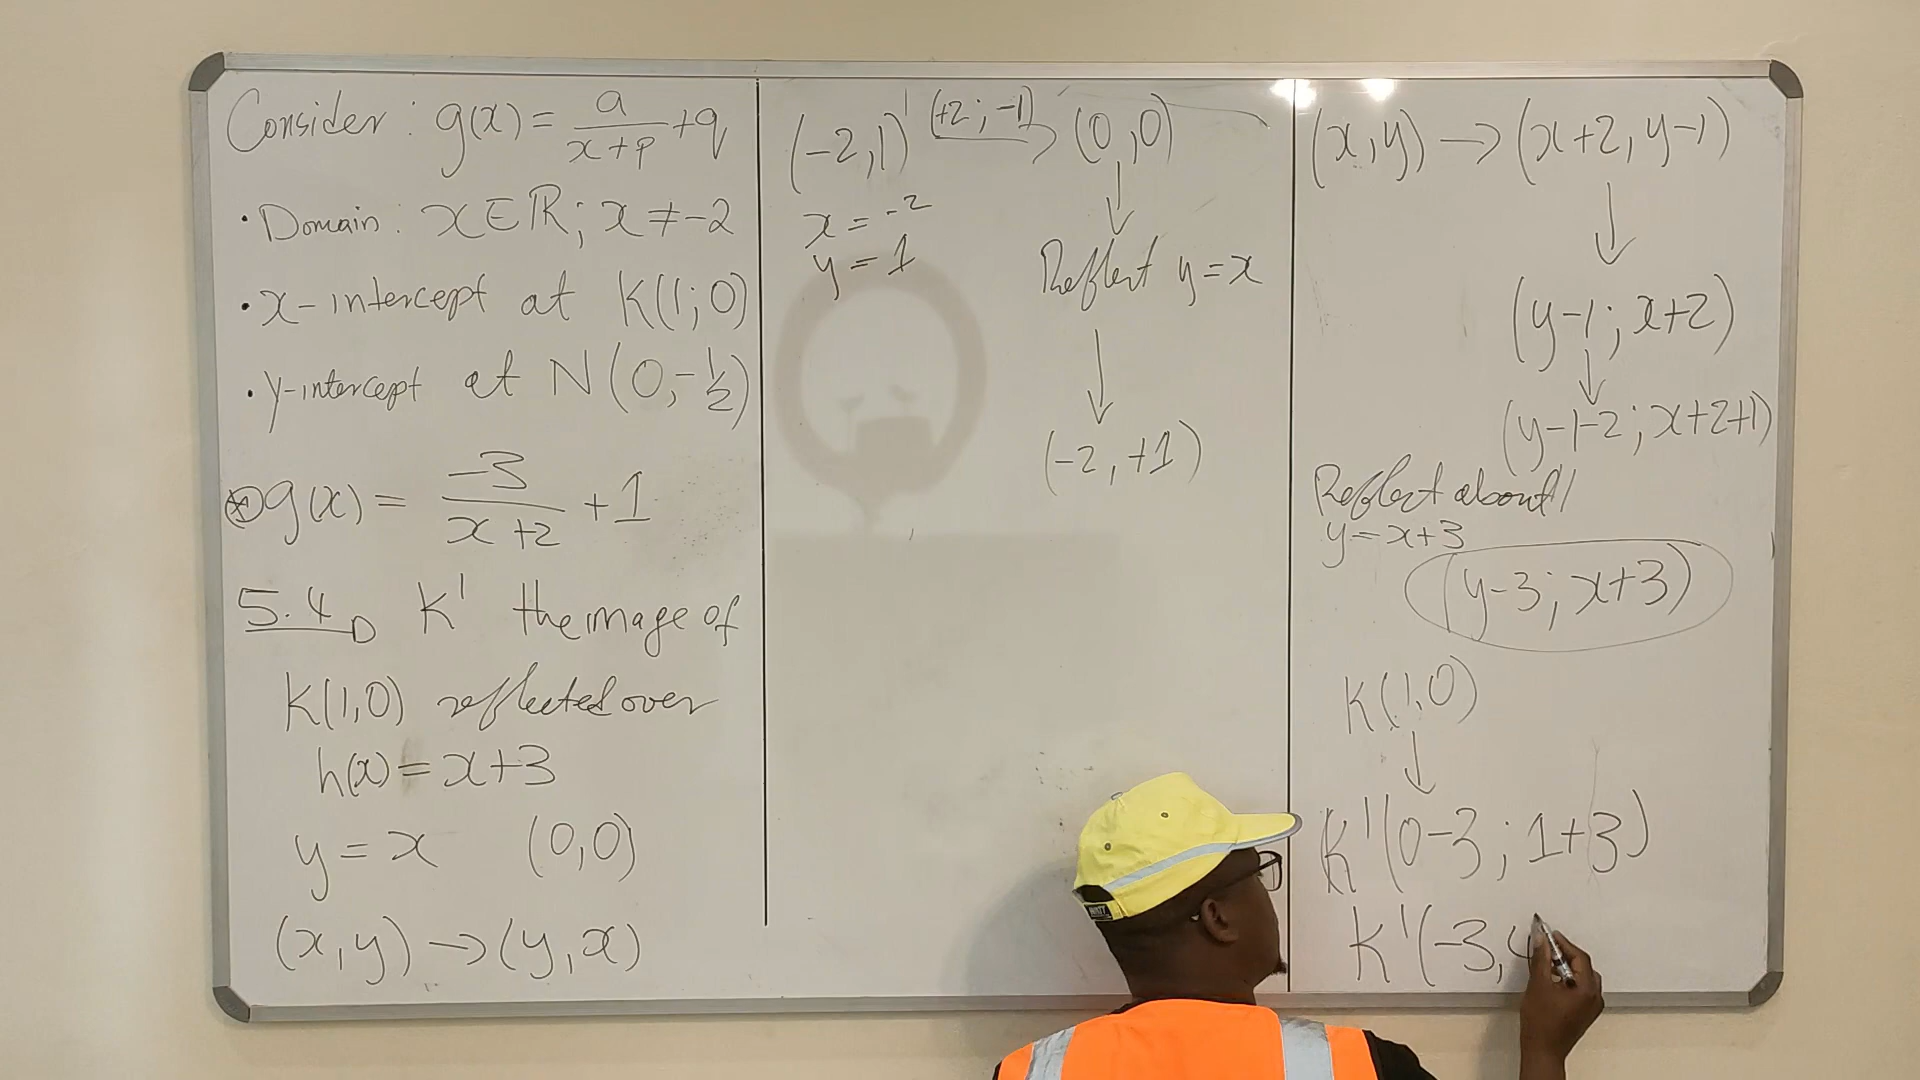 Consider : g(x) = a/(x+p) + q
• Domain : x∈ℝ ; x ≠ -2
• x-intercept at K(1;0)
• y-intercept at N(0,-1/2)
⊛ g(x) = -3/(x+2) + 1
5.4 K' the image of
K(1,0) reflected over
h(x) = x+3
y = x (0,0)
(x,y) → (y,x)
(-2,1) (+2;-1) → (0,0)
x = -2
y = 1
↓
Reflect y=x
↓
(-2,+1)
(x,y) → (x+2, y-1)
↓
(y-1; x+2)
↓
(y-1-2; x+2+1)
Reflect about
y=x+3
(y-3; x+3)
K(1,0)
↓
K'(0-3; 1+3)
K'(-3,4